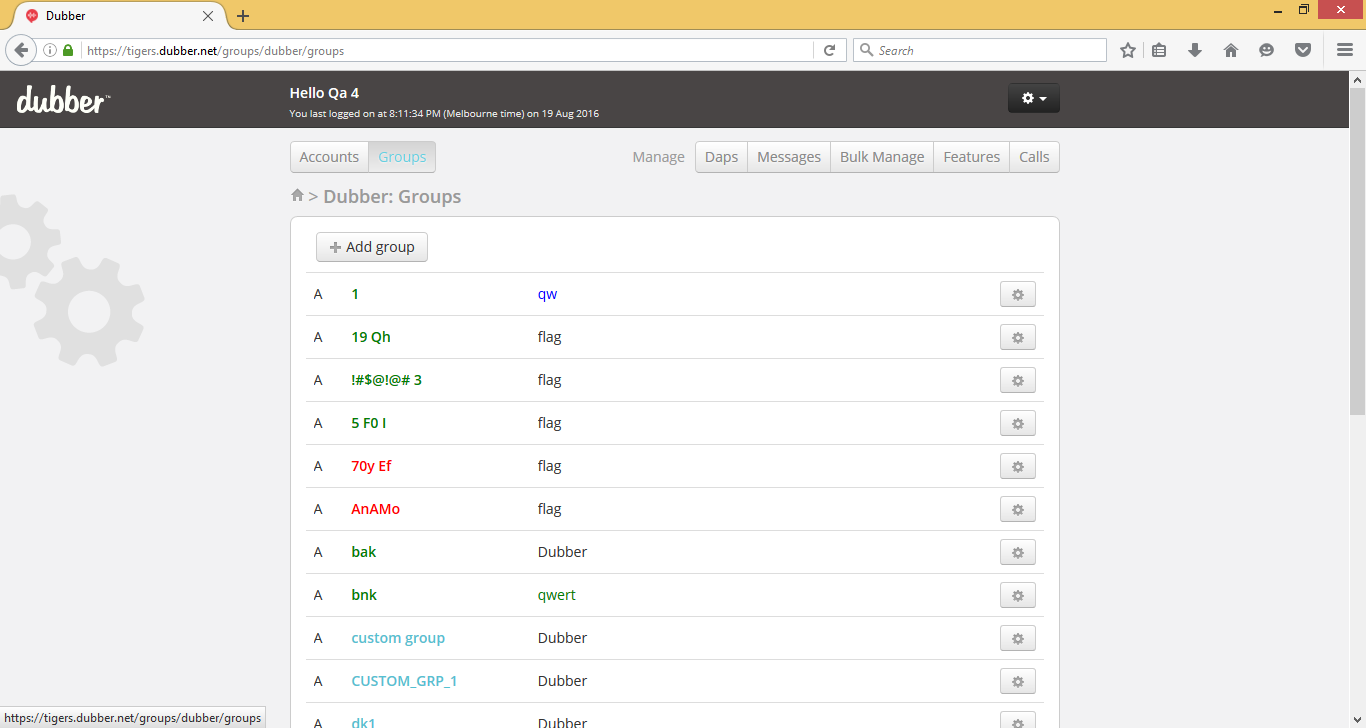 Dubber
https://tigers.dubber.net/groups/dubber/groups
Search
dubber™
Hello Qa 4
You last logged on at 8:11:34 PM (Melbourne time) on 19 Aug 2016
Accounts Groups Manage Daps Messages Bulk Manage Features Calls
> Dubber: Groups
+ Add group
A 1 qw
A 19 Qh flag
A !#$@!@# 3 flag
A 5 F0 I flag
A 70y Ef flag
A AnAMo flag
A bak Dubber
A bnk qwert
A custom group Dubber
A CUSTOM_GRP_1 Dubber
A dk1 Dubber
https://tigers.dubber.net/groups/dubber/groups